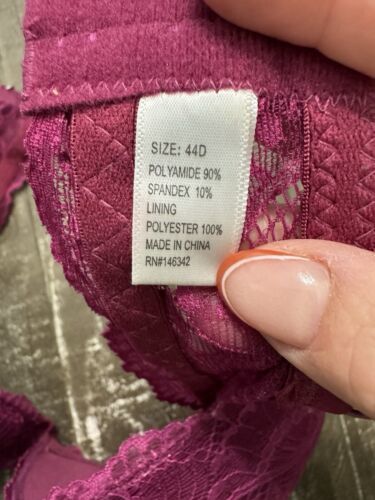 SIZE: 44D
POLYAMIDE 90%
SPANDEX 10%
LINING
POLYESTER 100%
MADE IN CHINA
RN#146342